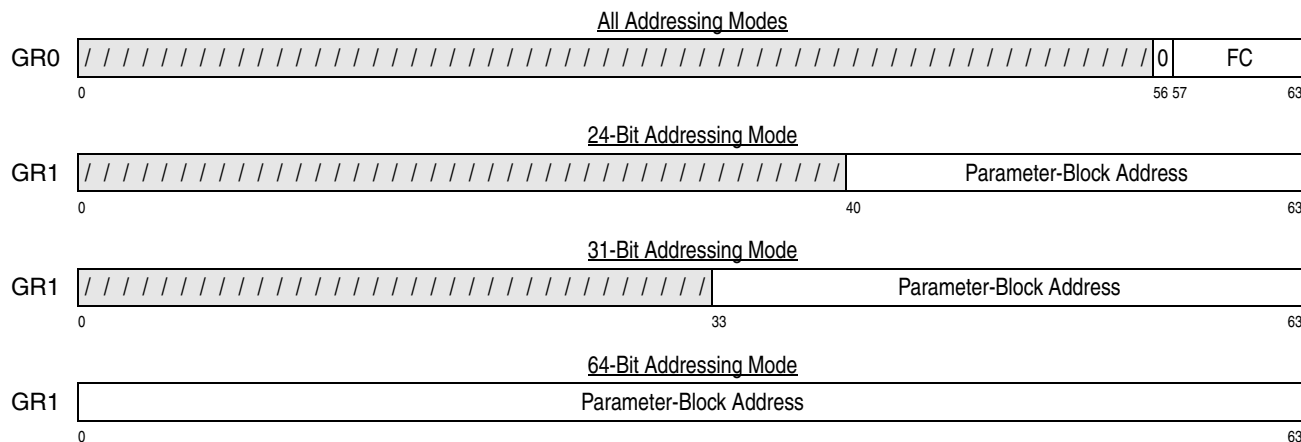 All Addressing Modes
GR0 / / / / / / / / / / / / / / / / / / / / / / / / / / / / / / / / / / / / / / / / / / / / / / / / / / / / / / / / 0 FC
0 56 57 63
24-Bit Addressing Mode
GR1 / / / / / / / / / / / / / / / / / / / / / / / / / / / / / / / / / / / / / / / / Parameter-Block Address
0 40 63
31-Bit Addressing Mode
GR1 / / / / / / / / / / / / / / / / / / / / / / / / / / / / / / / / / Parameter-Block Address
0 33 63
64-Bit Addressing Mode
GR1 Parameter-Block Address
0 63